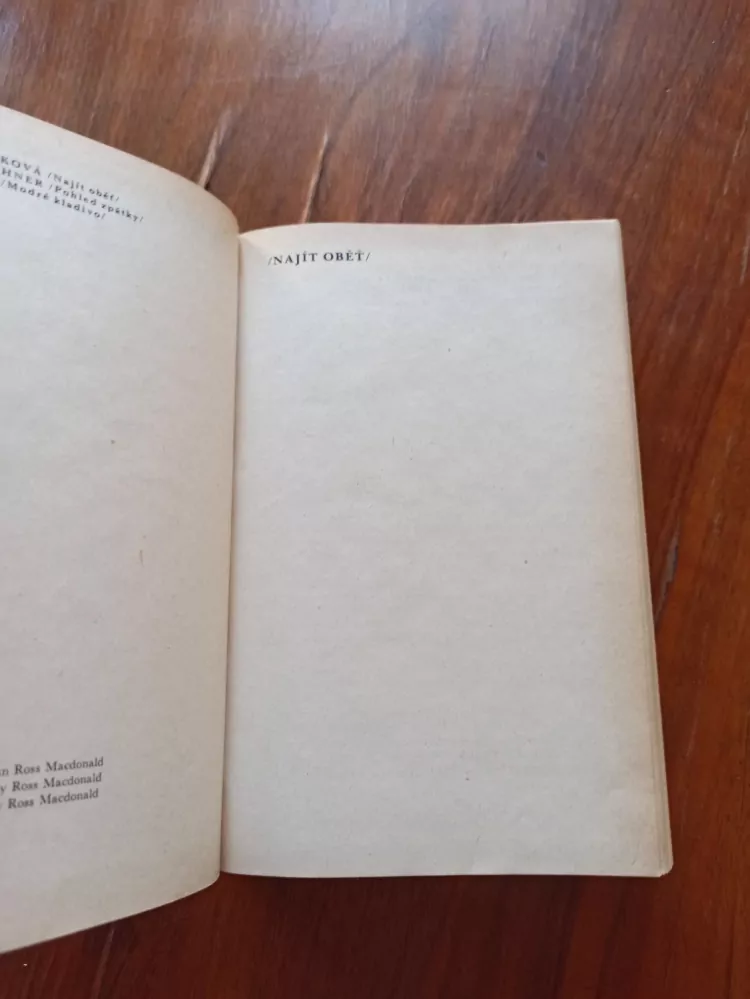 KOVÁ /Najít oběť/
HNER /Pohled zpátky/
/Modré kladivo/
n Ross Macdonald
y Ross Macdonald
Ross Macdonald
/NAJÍT OBĚŤ/